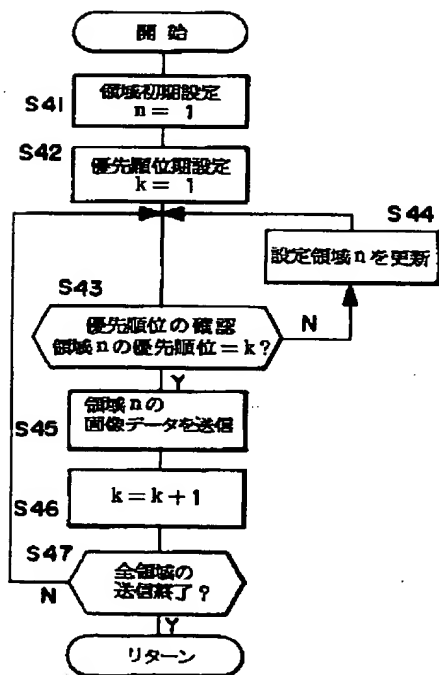 開始
S41
領域初期設定
n = 1
S42
優先順位期設定
k = 1
S44
設定領域nを更新
S43
優先順位の確認
領域nの優先順位=k?
N
Y
領域nの
画像データを送信
S45
k=k+1
S46
S47
全領域の
送信終了?
N
Y
リターン